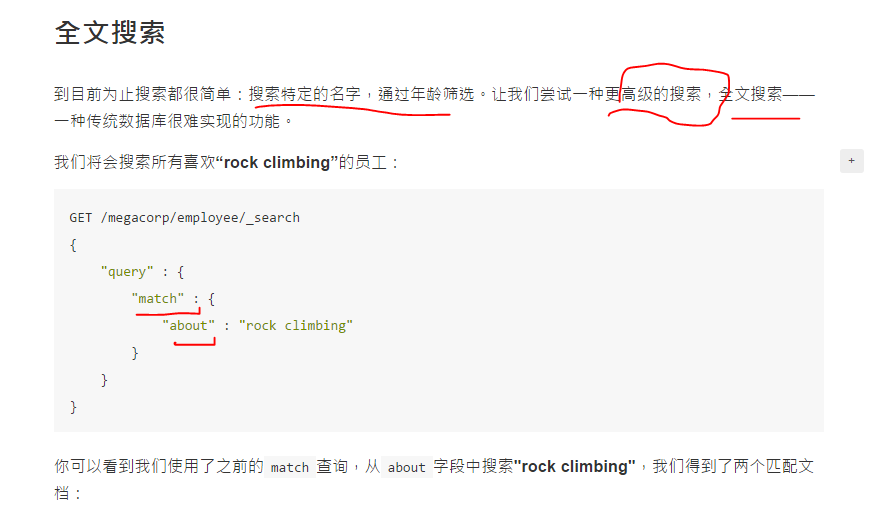 全文搜索
到目前为止搜索都很简单：搜索特定的名字，通过年龄筛选。让我们尝试一种更高级的搜索，全文搜索——
一种传统数据库很难实现的功能。
我们将会搜索所有喜欢“rock climbing”的员工：
+
GET /megacorp/employee/_search
{
    "query" : {
        "match" : {
            "about" : "rock climbing"
        }
    }
}
你可以看到我们使用了之前的 match 查询，从 about 字段中搜索"rock climbing"，我们得到了两个匹配文
档：